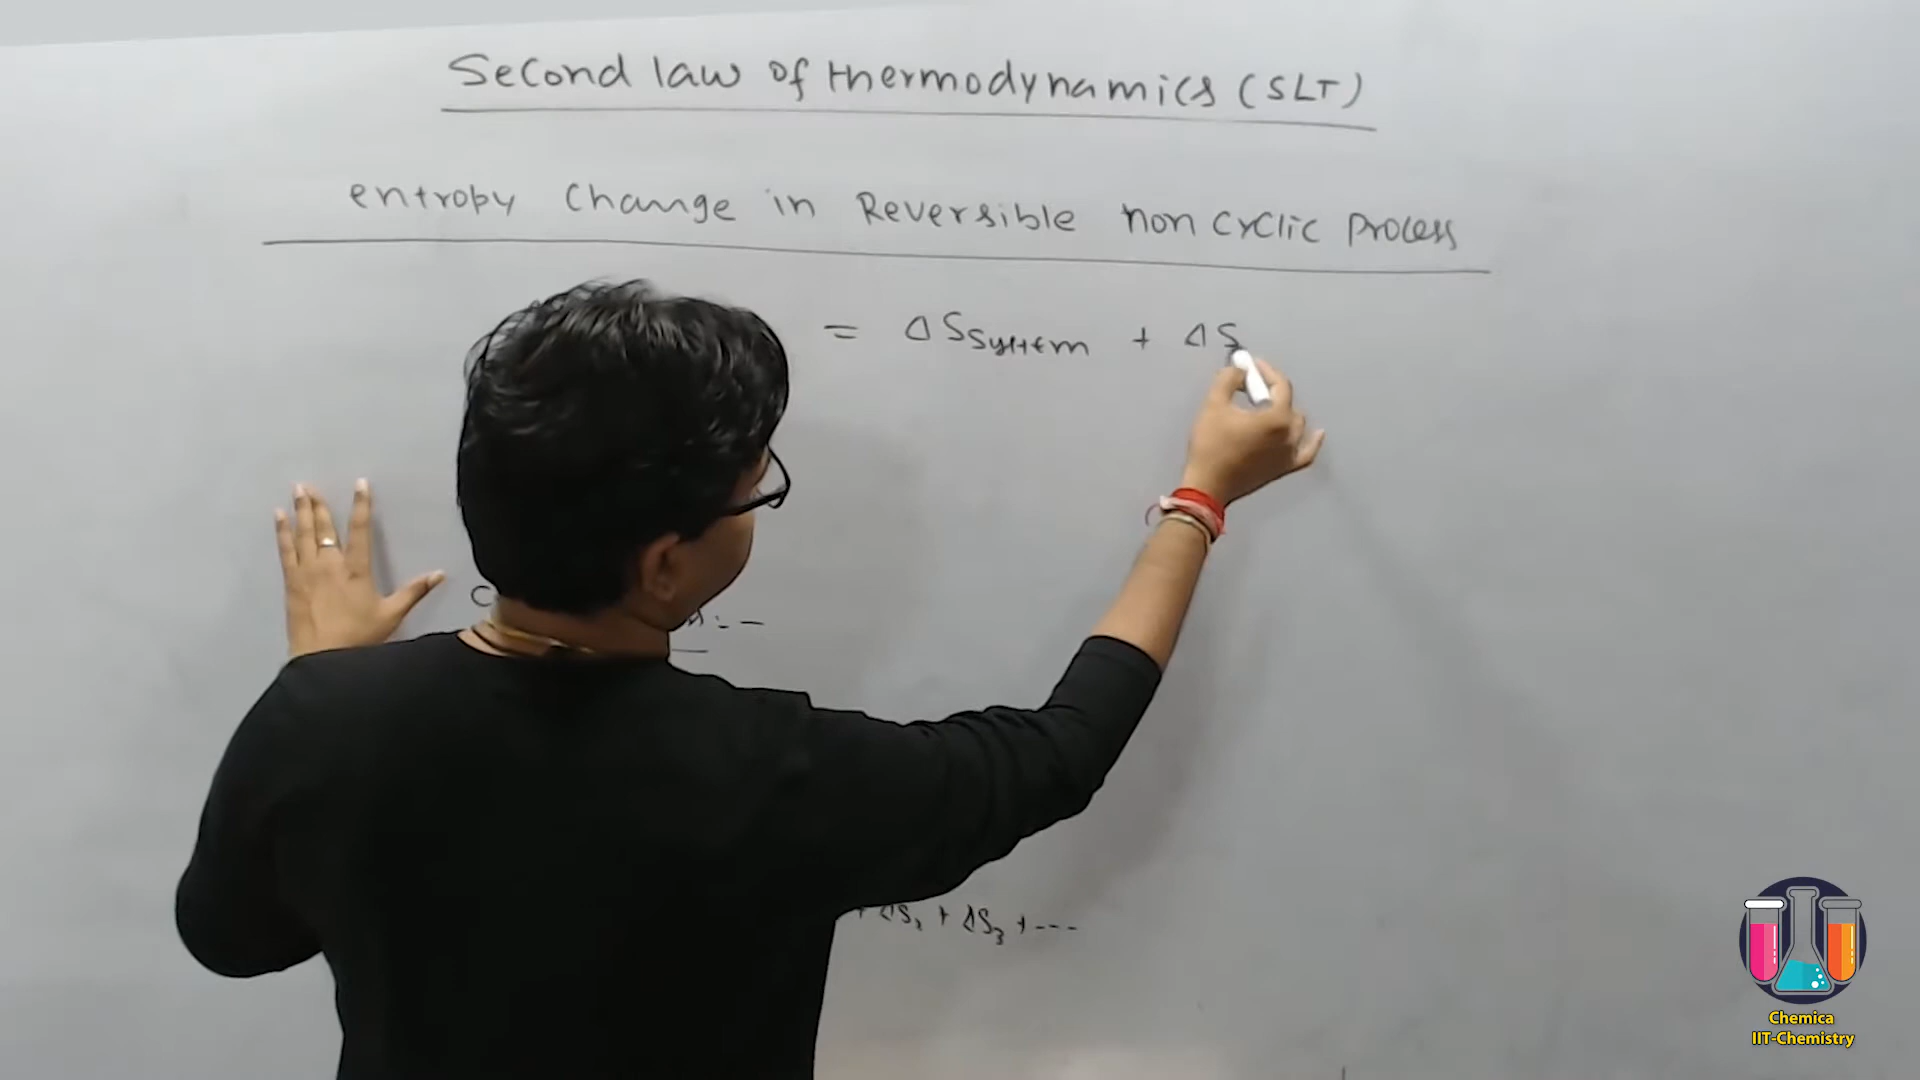 Second law of thermodynamics (SLT)
entropy Change in Reversible non cyclic process
= ΔSsystem + ΔS
+ ΔS₂ + ΔS₃ + ---
Chemica
IIT-Chemistry